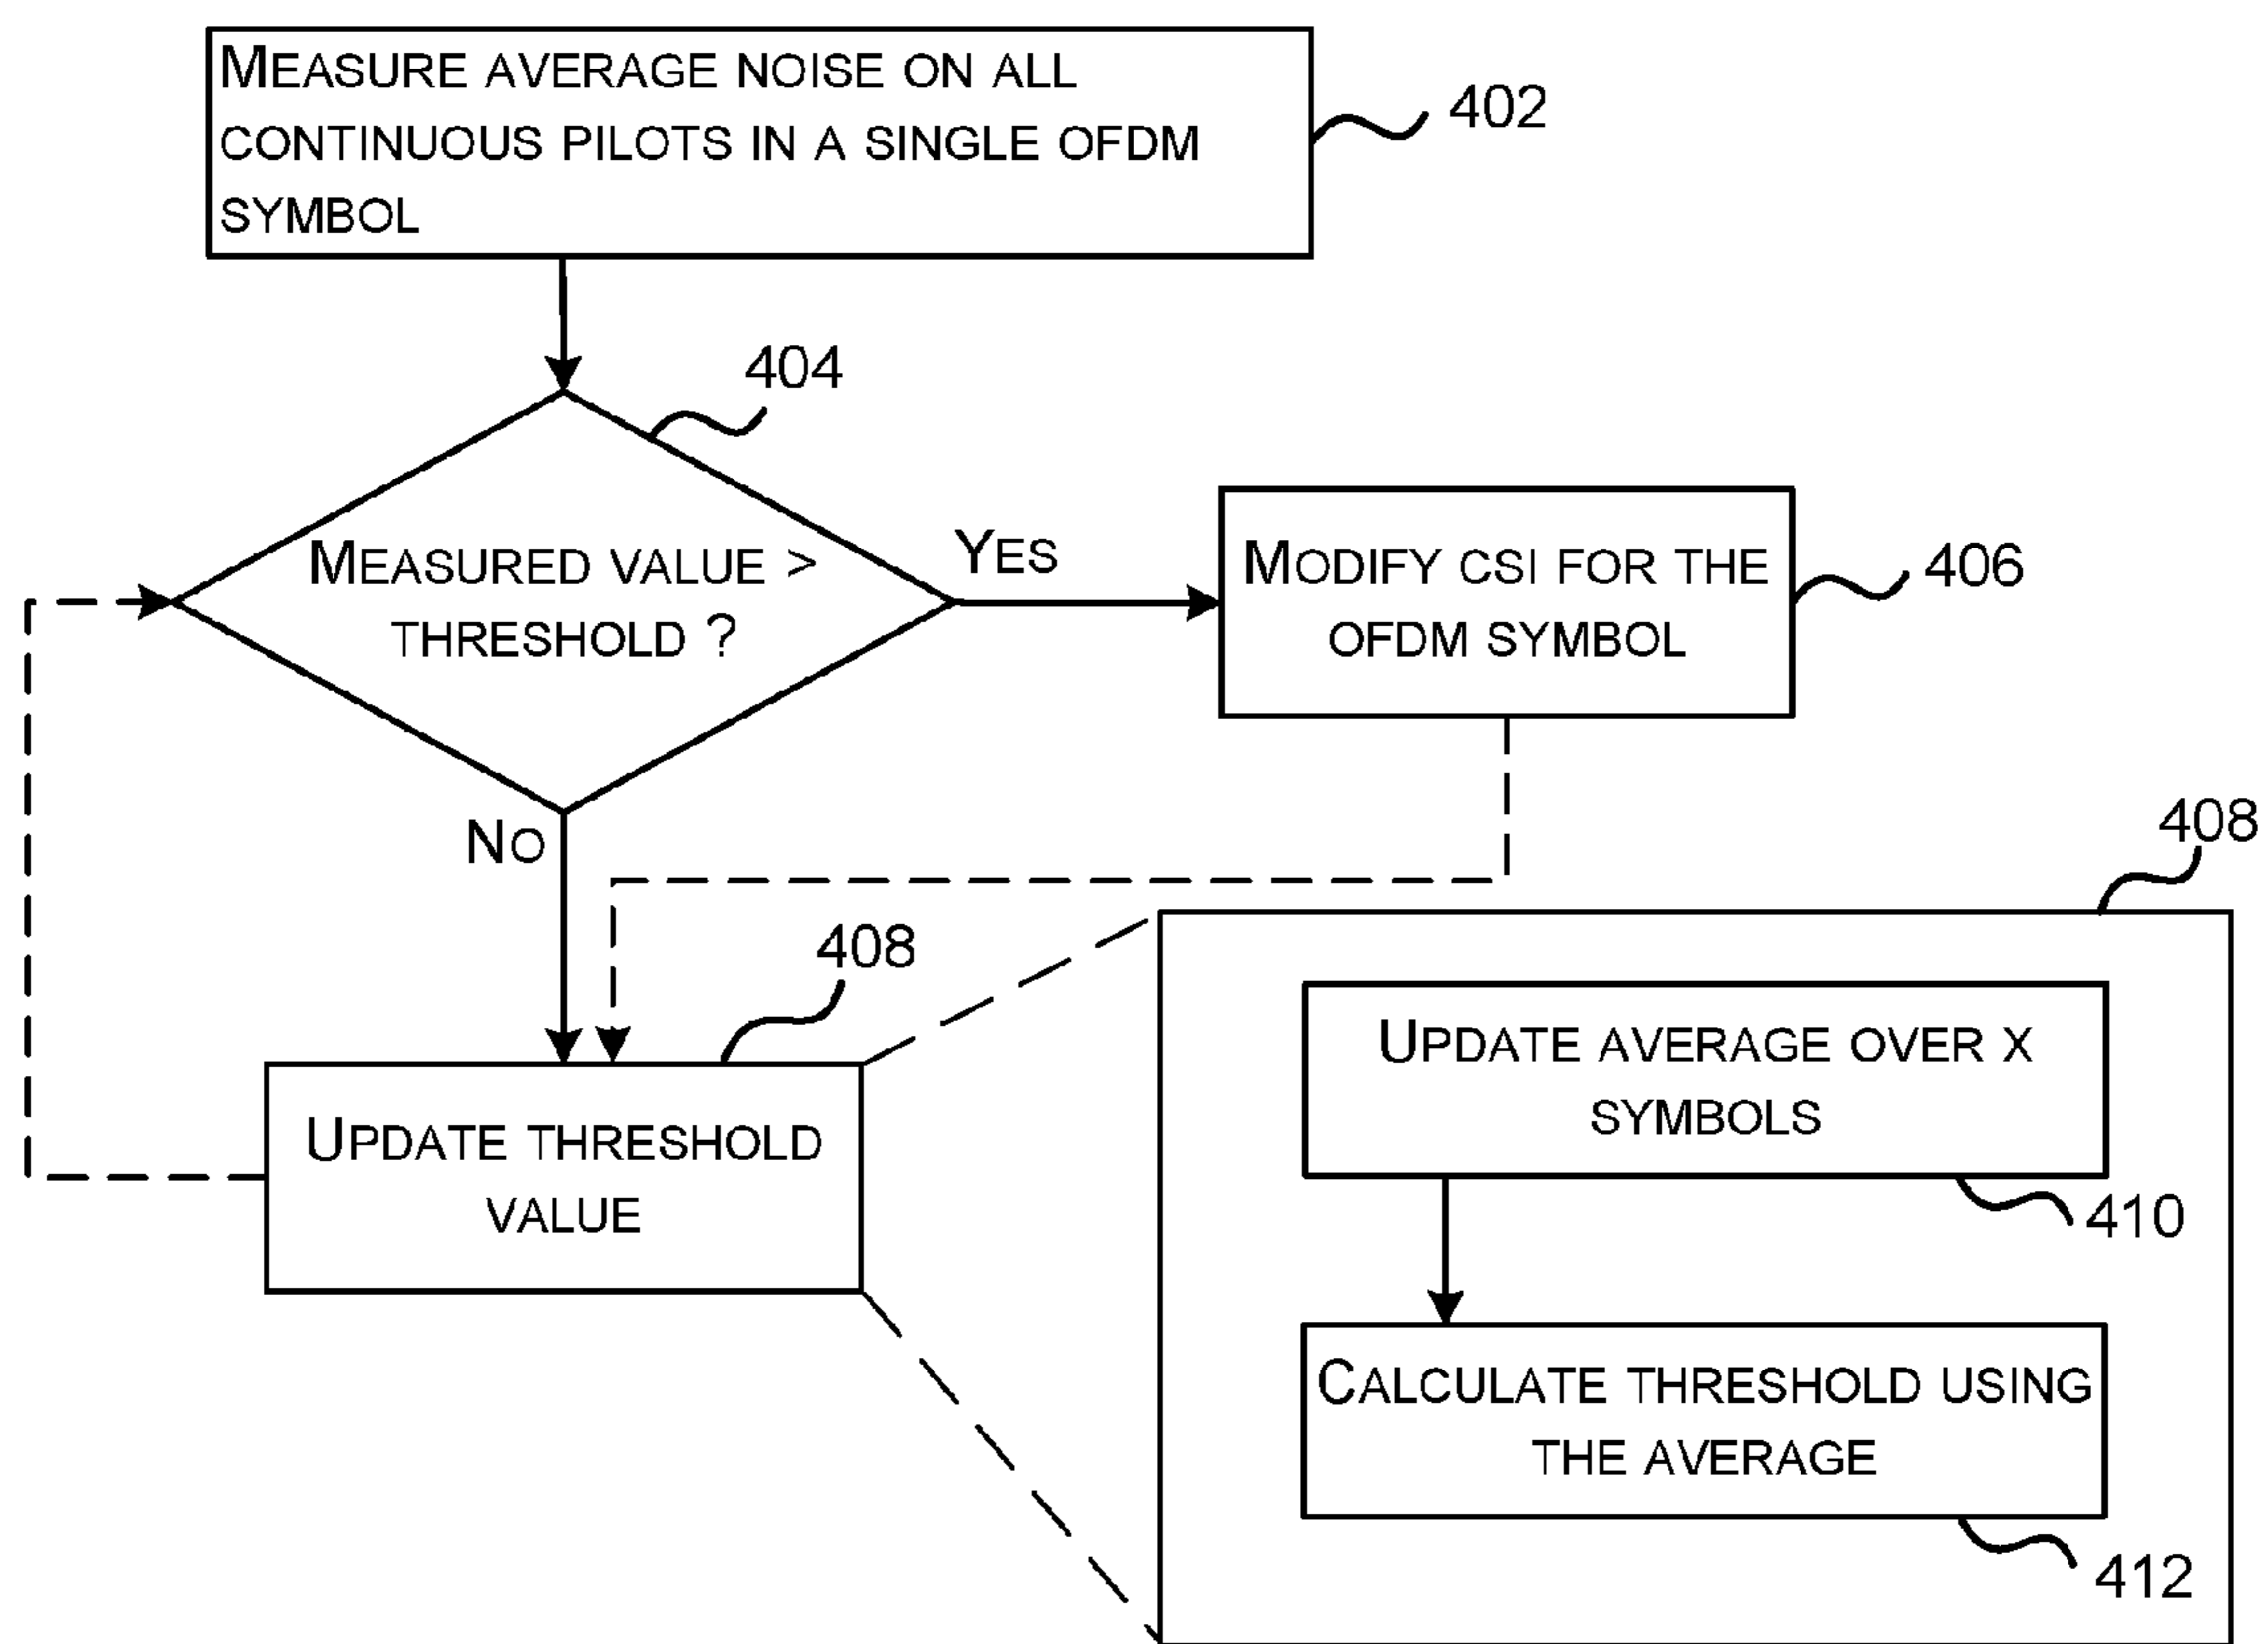 MEASURE AVERAGE NOISE ON ALL
CONTINUOUS PILOTS IN A SINGLE OFDM
SYMBOL
402
404
MEASURED VALUE >
THRESHOLD ?
YES
MODIFY CSI FOR THE
OFDM SYMBOL
406
NO
408
UPDATE THRESHOLD
VALUE
408
UPDATE AVERAGE OVER X
SYMBOLS
410
CALCULATE THRESHOLD USING
THE AVERAGE
412